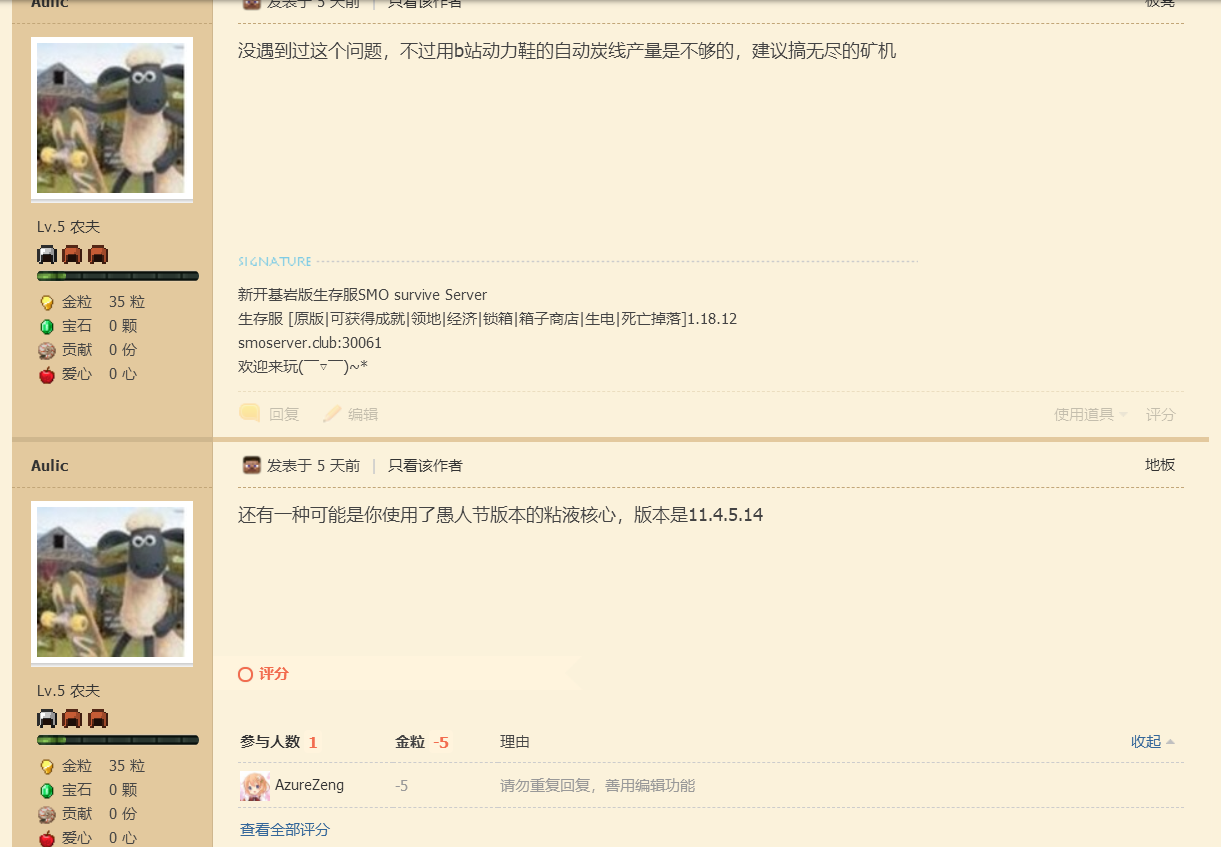 Aulic
发表于 5 天前 | 只看该作者
板凳
没遇到过这个问题，不过用b站动力鞋的自动炭线产量是不够的，建议搞无尽的矿机
Lv.5 农夫
金粒 35 粒
宝石 0 颗
贡献 0 份
爱心 0 心
SIGNATURE
新开基岩版生存服SMO survive Server
生存服 [原版|可获得成就|领地|经济|锁箱|箱子商店|生电|死亡掉落]1.18.12
smoserver.club:30061
欢迎来玩(￣▽￣)~*
回复 编辑 使用道具 评分
Aulic
发表于 5 天前 | 只看该作者
地板
还有一种可能是你使用了愚人节版本的粘液核心，版本是11.4.5.14
Lv.5 农夫
金粒 35 粒
宝石 0 颗
贡献 0 份
爱心 0 心
评分
参与人数 1 金粒 -5 理由 收起
AzureZeng -5 请勿重复回复，善用编辑功能
查看全部评分